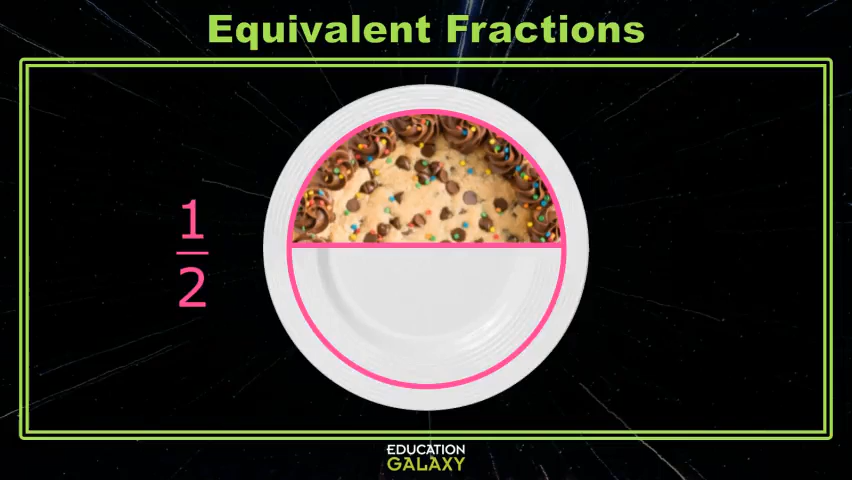 Equivalent Fractions
1
2
EDUCATION
GALAXY